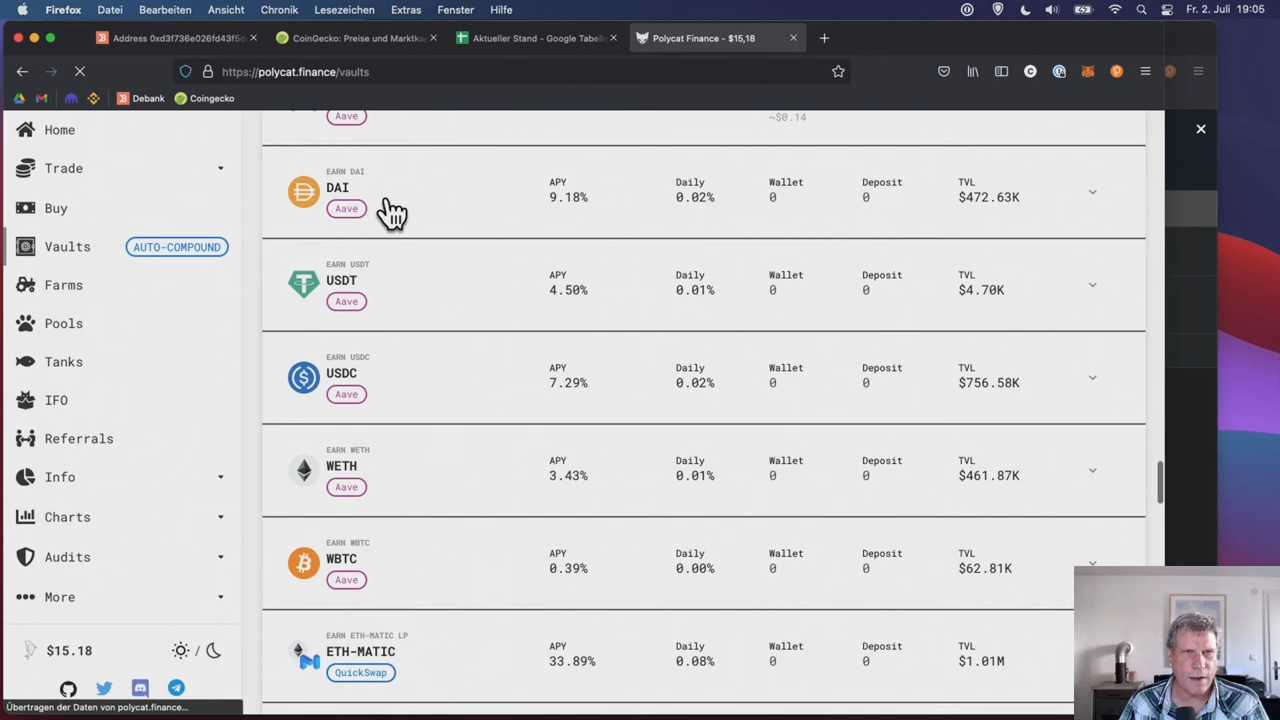 Firefox Datei Bearbeiten Ansicht Chronik Lesezeichen Extras Fenster Hilfe Fr. 2. Juli 19:05
Address 0xd3f736e026fd43f5d CoinGecko: Preise und Marktka Aktueller Stand - Google Tabell Polycat Finance - $15,18
https://polycat.finance/vaults
Debank Coingecko
Home
Trade
Buy
Vaults AUTO-COMPOUND
Farms
Pools
Tanks
IFO
Referrals
Info
Charts
Audits
More
$15.18
/
Übertragen der Daten von polycat.finance...
Aave
~$0.14
EARN DAI
DAI
Aave
APY Daily Wallet Deposit TVL
9.18% 0.02% 0 0 $472.63K
EARN USDT
USDT
Aave
APY Daily Wallet Deposit TVL
4.50% 0.01% 0 0 $4.70K
EARN USDC
USDC
Aave
APY Daily Wallet Deposit TVL
7.29% 0.02% 0 0 $756.58K
EARN WETH
WETH
Aave
APY Daily Wallet Deposit TVL
3.43% 0.01% 0 0 $461.87K
EARN WBTC
WBTC
Aave
APY Daily Wallet Deposit TVL
0.39% 0.00% 0 0 $62.81K
EARN ETH-MATIC LP
ETH-MATIC
QuickSwap
APY Daily Wallet Deposit TVL
33.89% 0.08% 0 0 $1.01M